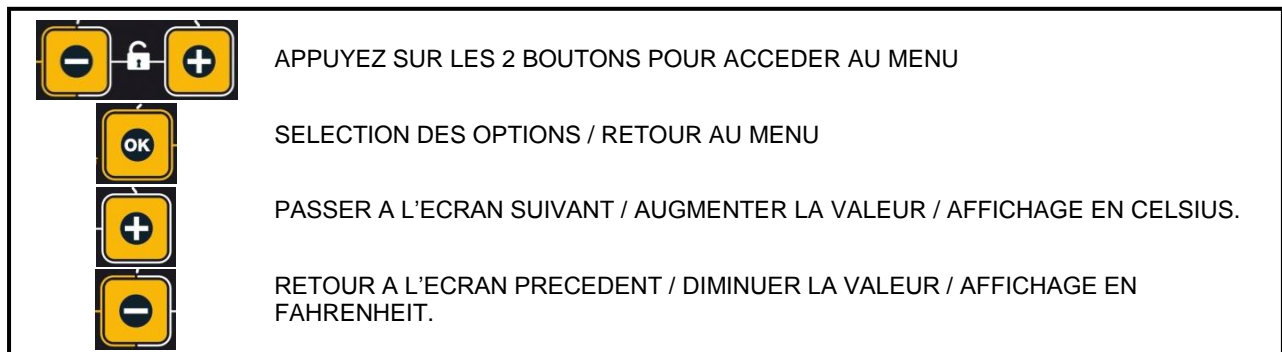 APPUYEZ SUR LES 2 BOUTONS POUR ACCEDER AU MENU
OK
SELECTION DES OPTIONS / RETOUR AU MENU
PASSER A L’ECRAN SUIVANT / AUGMENTER LA VALEUR / AFFICHAGE EN CELSIUS.
RETOUR A L’ECRAN PRECEDENT / DIMINUER LA VALEUR / AFFICHAGE EN
FAHRENHEIT.